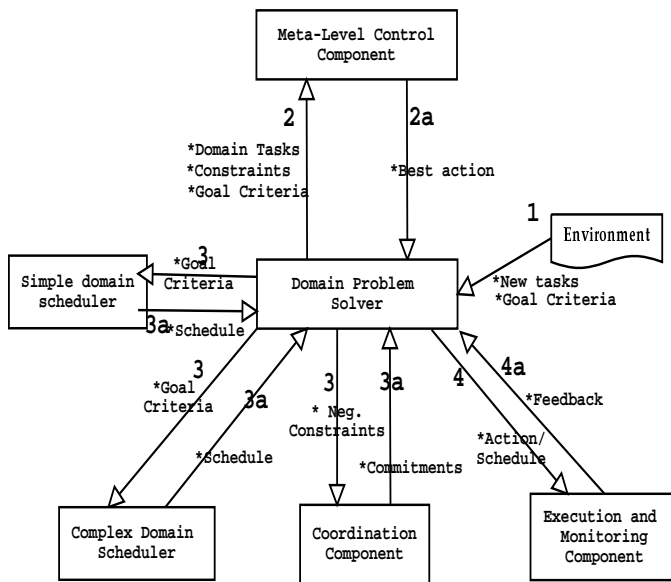 Meta-Level Control
Component
2
2a
*Domain Tasks
*Constraints
*Goal Criteria
*Best action
1
Environment
*New tasks
*Goal Criteria
Simple domain
scheduler
3
*Goal
Criteria
3a
*Schedule
Domain Problem
Solver
3
*Goal
Criteria
3a
*Schedule
3
* Neg.
Constraints
3a
*Commitments
4
*Action/
Schedule
4a
*Feedback
Complex Domain
Scheduler
Coordination
Component
Execution and
Monitoring
Component